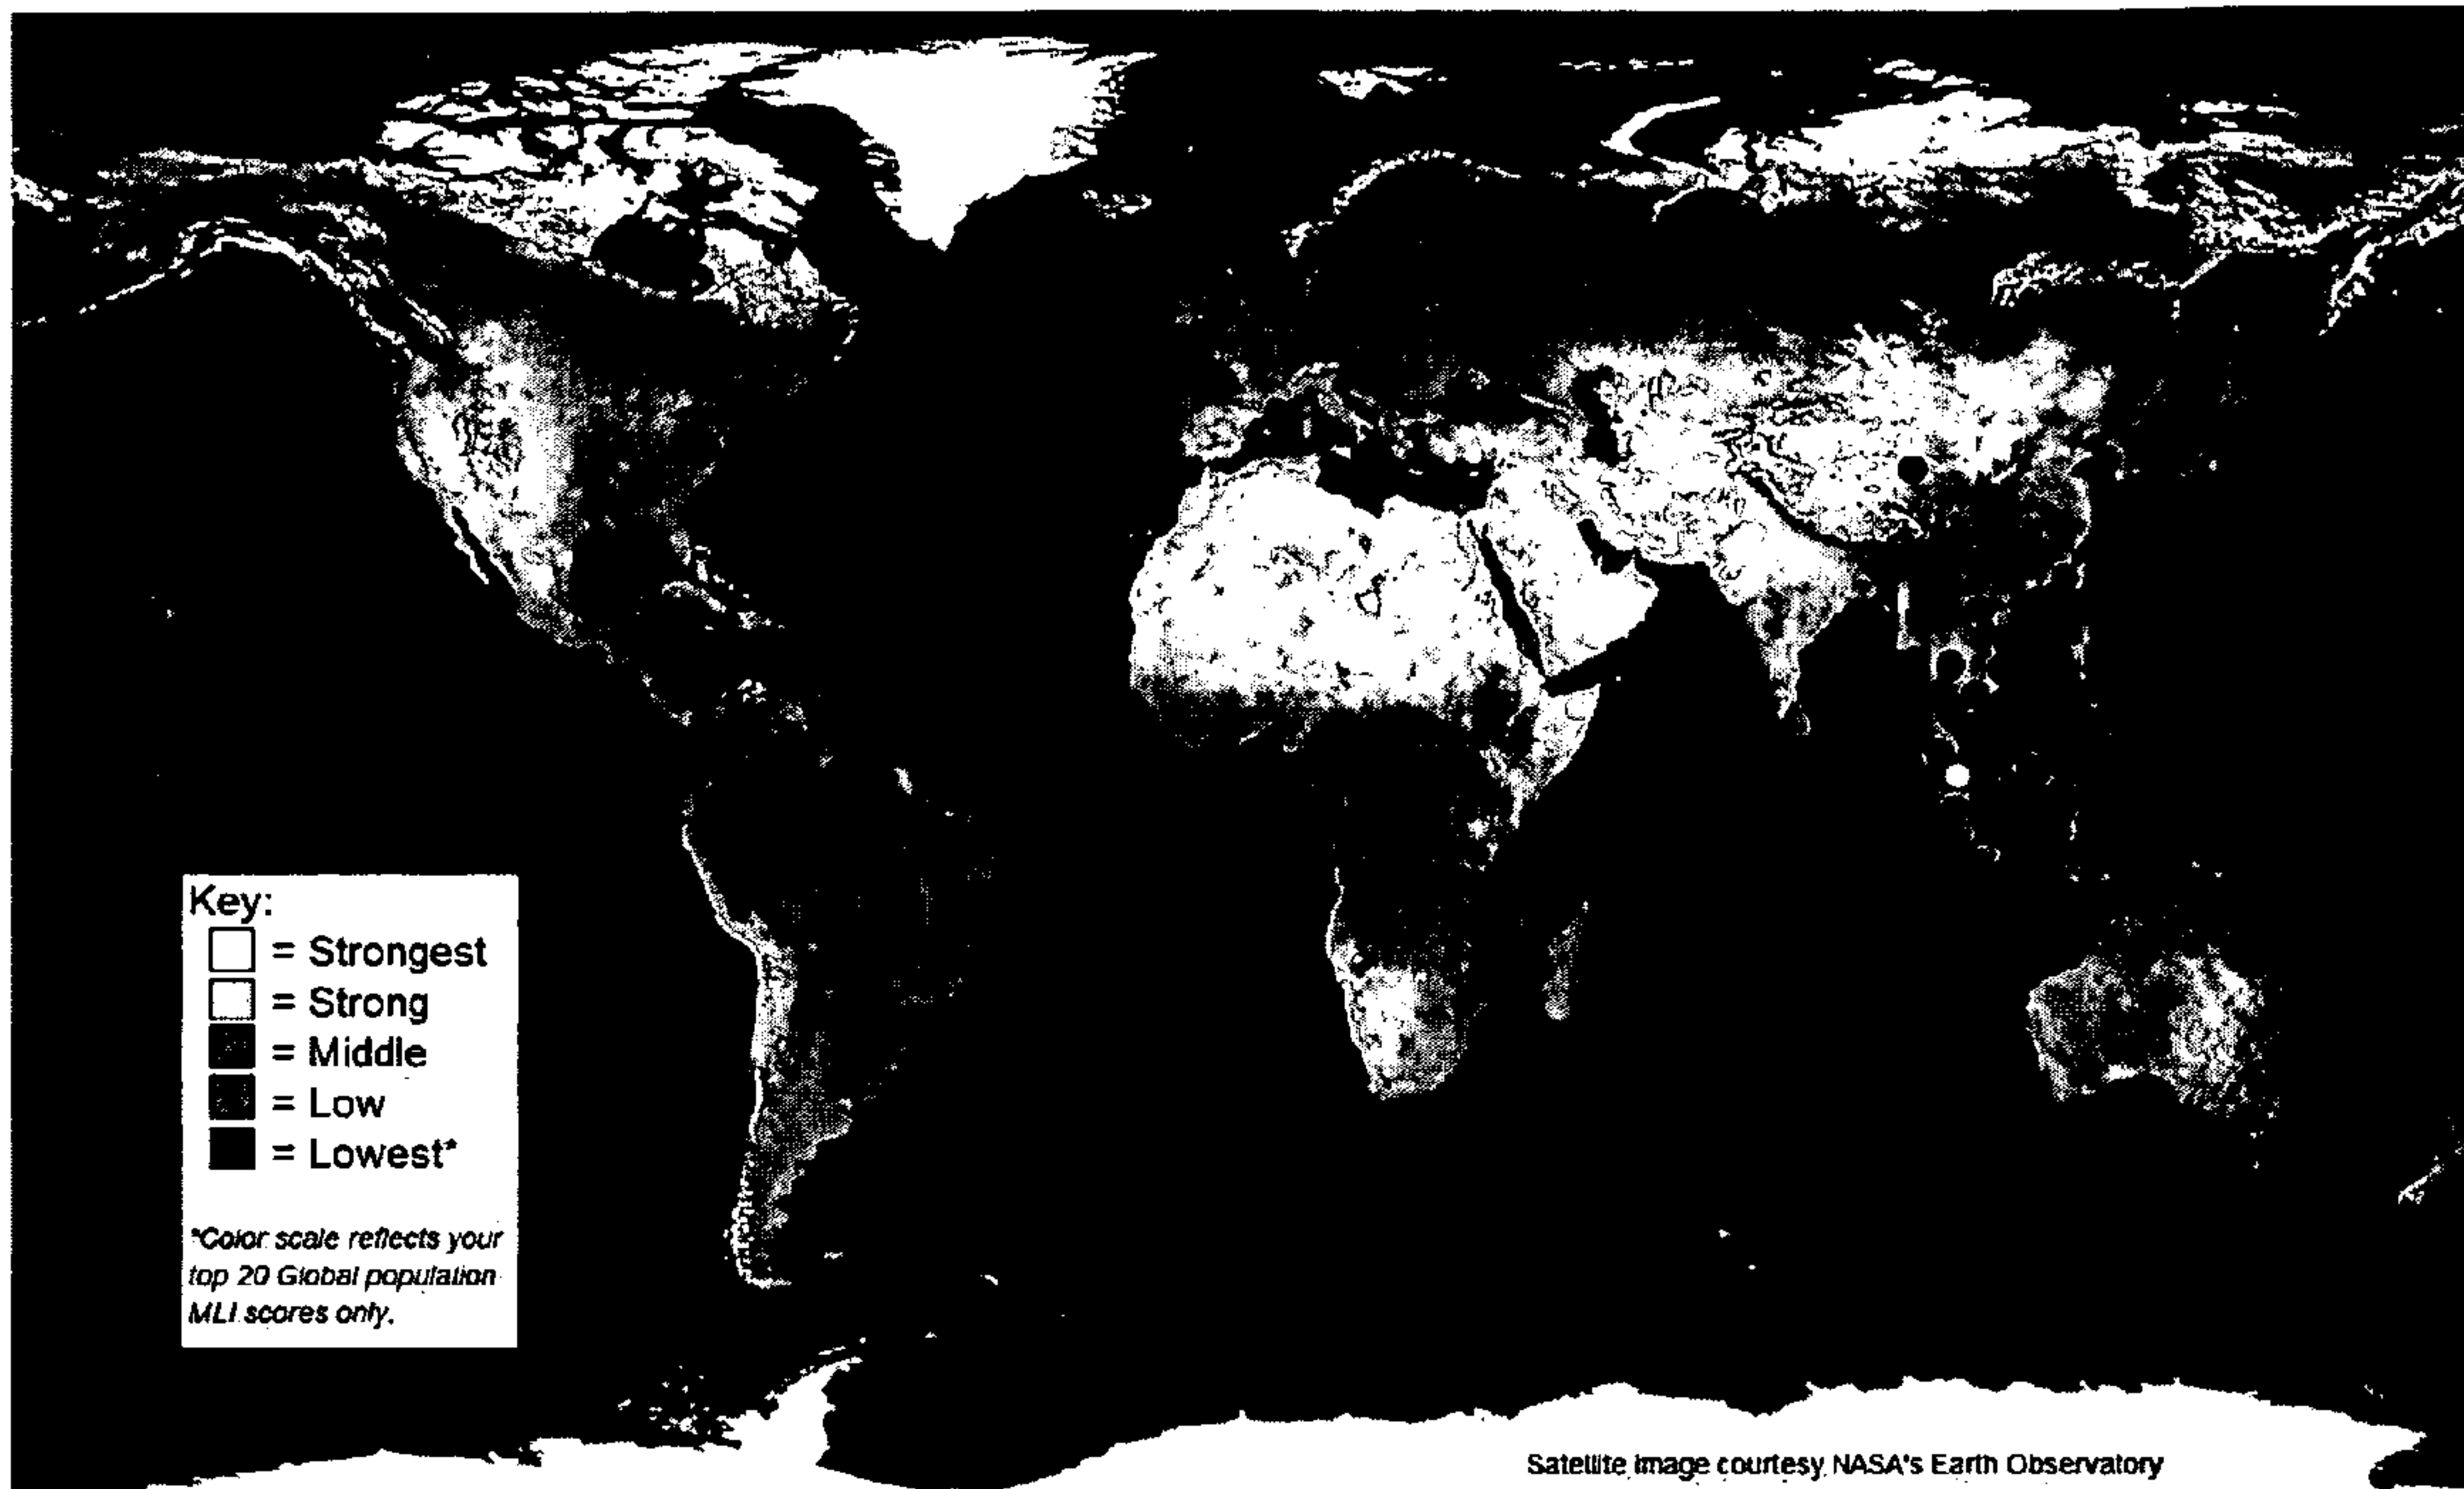 Key:
= Strongest
= Strong
= Middle
= Low
= Lowest*
*Color scale reflects your
top 20 Global population
MLI scores only.
Satellite image courtesy NASA's Earth Observatory